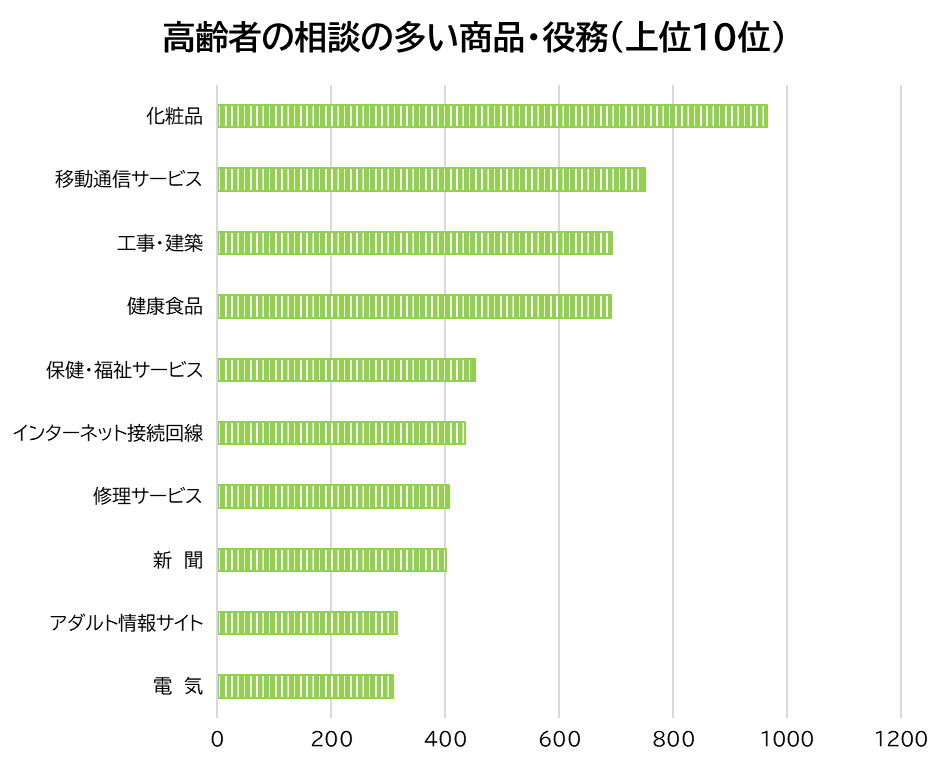 高齢者の相談の多い商品・役務(上位10位)
化粧品
移動通信サービス
工事・建築
健康食品
保健・福祉サービス
インターネット接続回線
修理サービス
新 聞
アダルト情報サイト
電 気
0 200 400 600 800 1000 1200